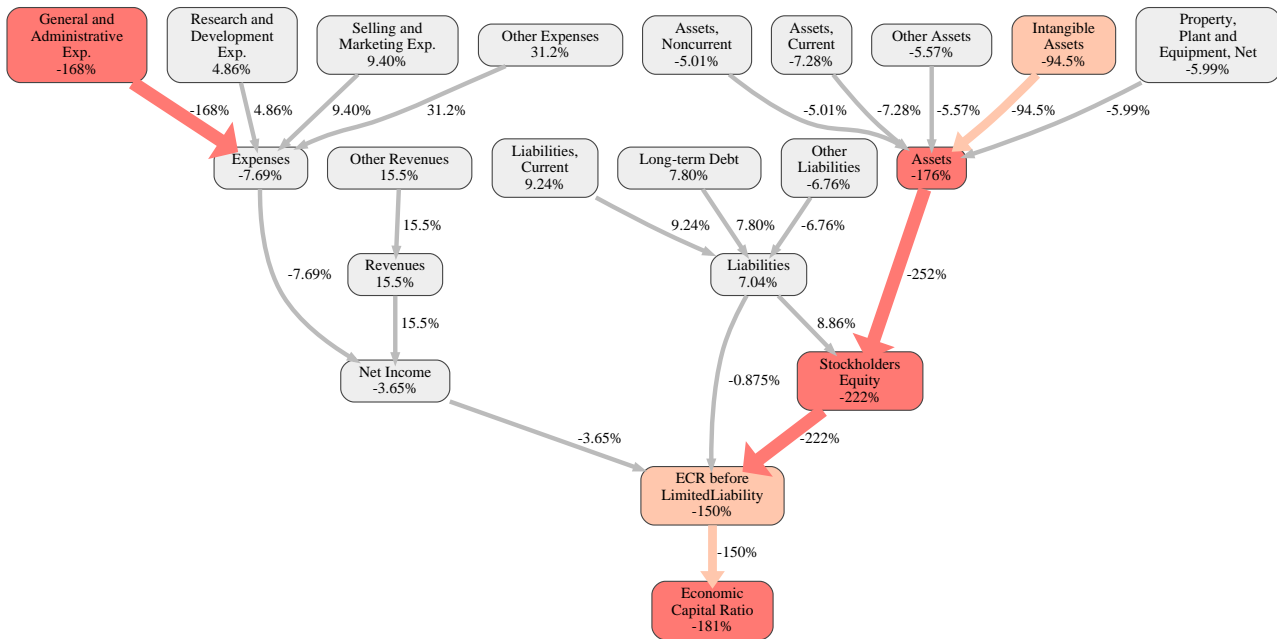 General and
Administrative
Exp.
-168%
Research and
Development
Exp.
4.86%
Selling and
Marketing Exp.
9.40%
Other Expenses
31.2%
Assets,
Noncurrent
-5.01%
Assets,
Current
-7.28%
Other Assets
-5.57%
Intangible
Assets
-94.5%
Property,
Plant and
Equipment, Net
-5.99%
-168%
4.86%
9.40%
31.2%
-5.01%
-7.28%
-5.57%
-94.5%
-5.99%
Expenses
-7.69%
Other Revenues
15.5%
Liabilities,
Current
9.24%
Long-term Debt
7.80%
Other
Liabilities
-6.76%
Assets
-176%
15.5%
9.24%
7.80%
-6.76%
-7.69%
Revenues
15.5%
Liabilities
7.04%
-252%
15.5%
8.86%
Net Income
-3.65%
-0.875%
Stockholders
Equity
-222%
-3.65%
-222%
ECR before
LimitedLiability
-150%
-150%
Economic
Capital Ratio
-181%